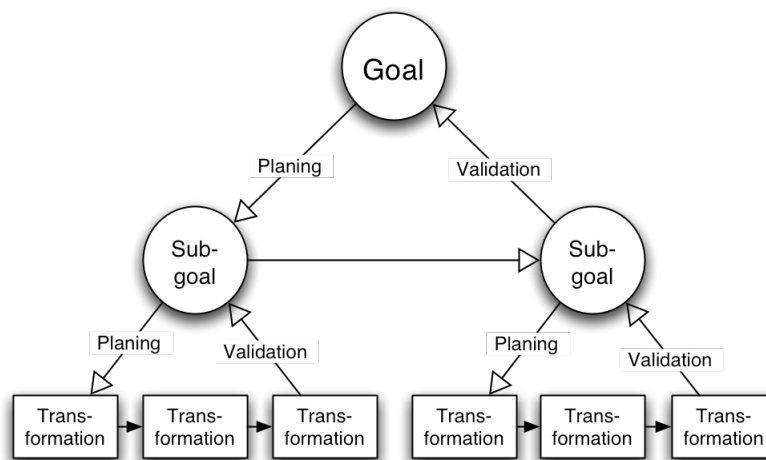 Goal
Planing
Validation
Sub-
goal
Sub-
goal
Planing
Validation
Planing
Validation
Trans-
formation
Trans-
formation
Trans-
formation
Trans-
formation
Trans-
formation
Trans-
formation